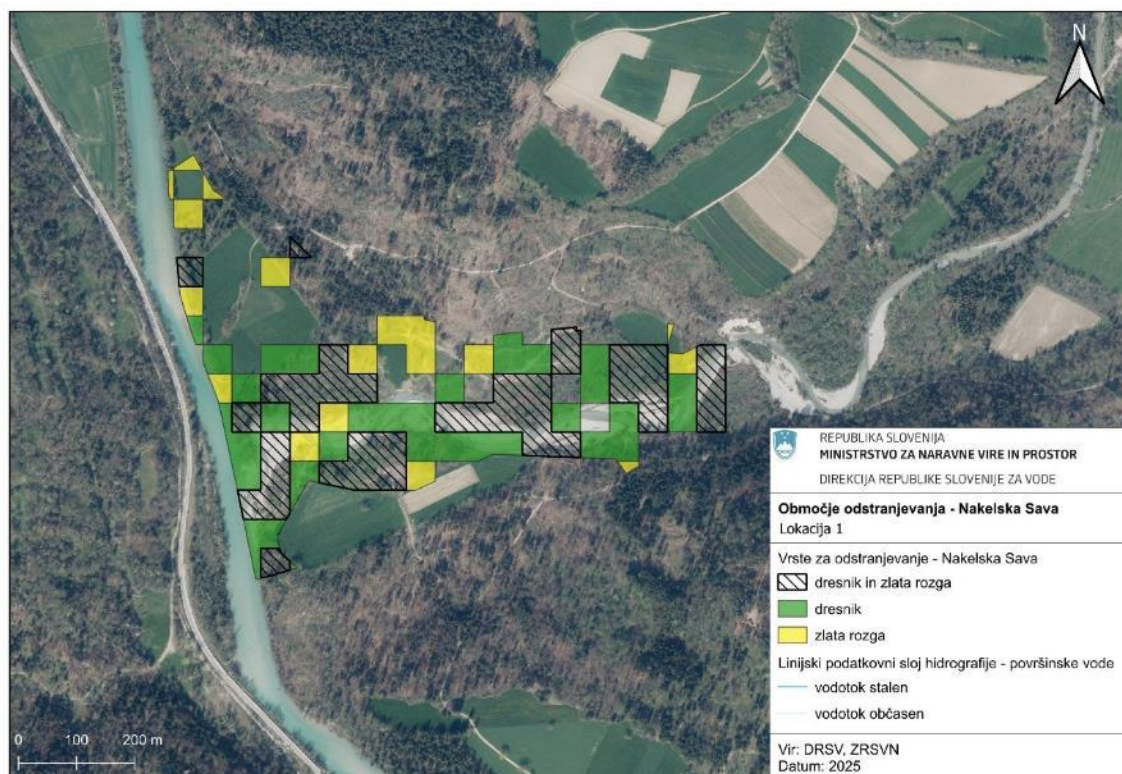 N
REPUBLIKA SLOVENIJA
MINISTRSTVO ZA NARAVNE VIRE IN PROSTOR
DIREKCIJA REPUBLIKE SLOVENIJE ZA VODE
Območje odstranjevanja - Nakelska Sava
Lokacija 1
Vrste za odstranjevanje - Nakelska Sava
dresnik in zlata rozga
dresnik
zlata rozga
Linijski podatkovni sloj hidrografije - površinske vode
vodotok stalen
vodotok občasen
Vir: DRSV, ZRSVN
Datum: 2025
0 100 200 m